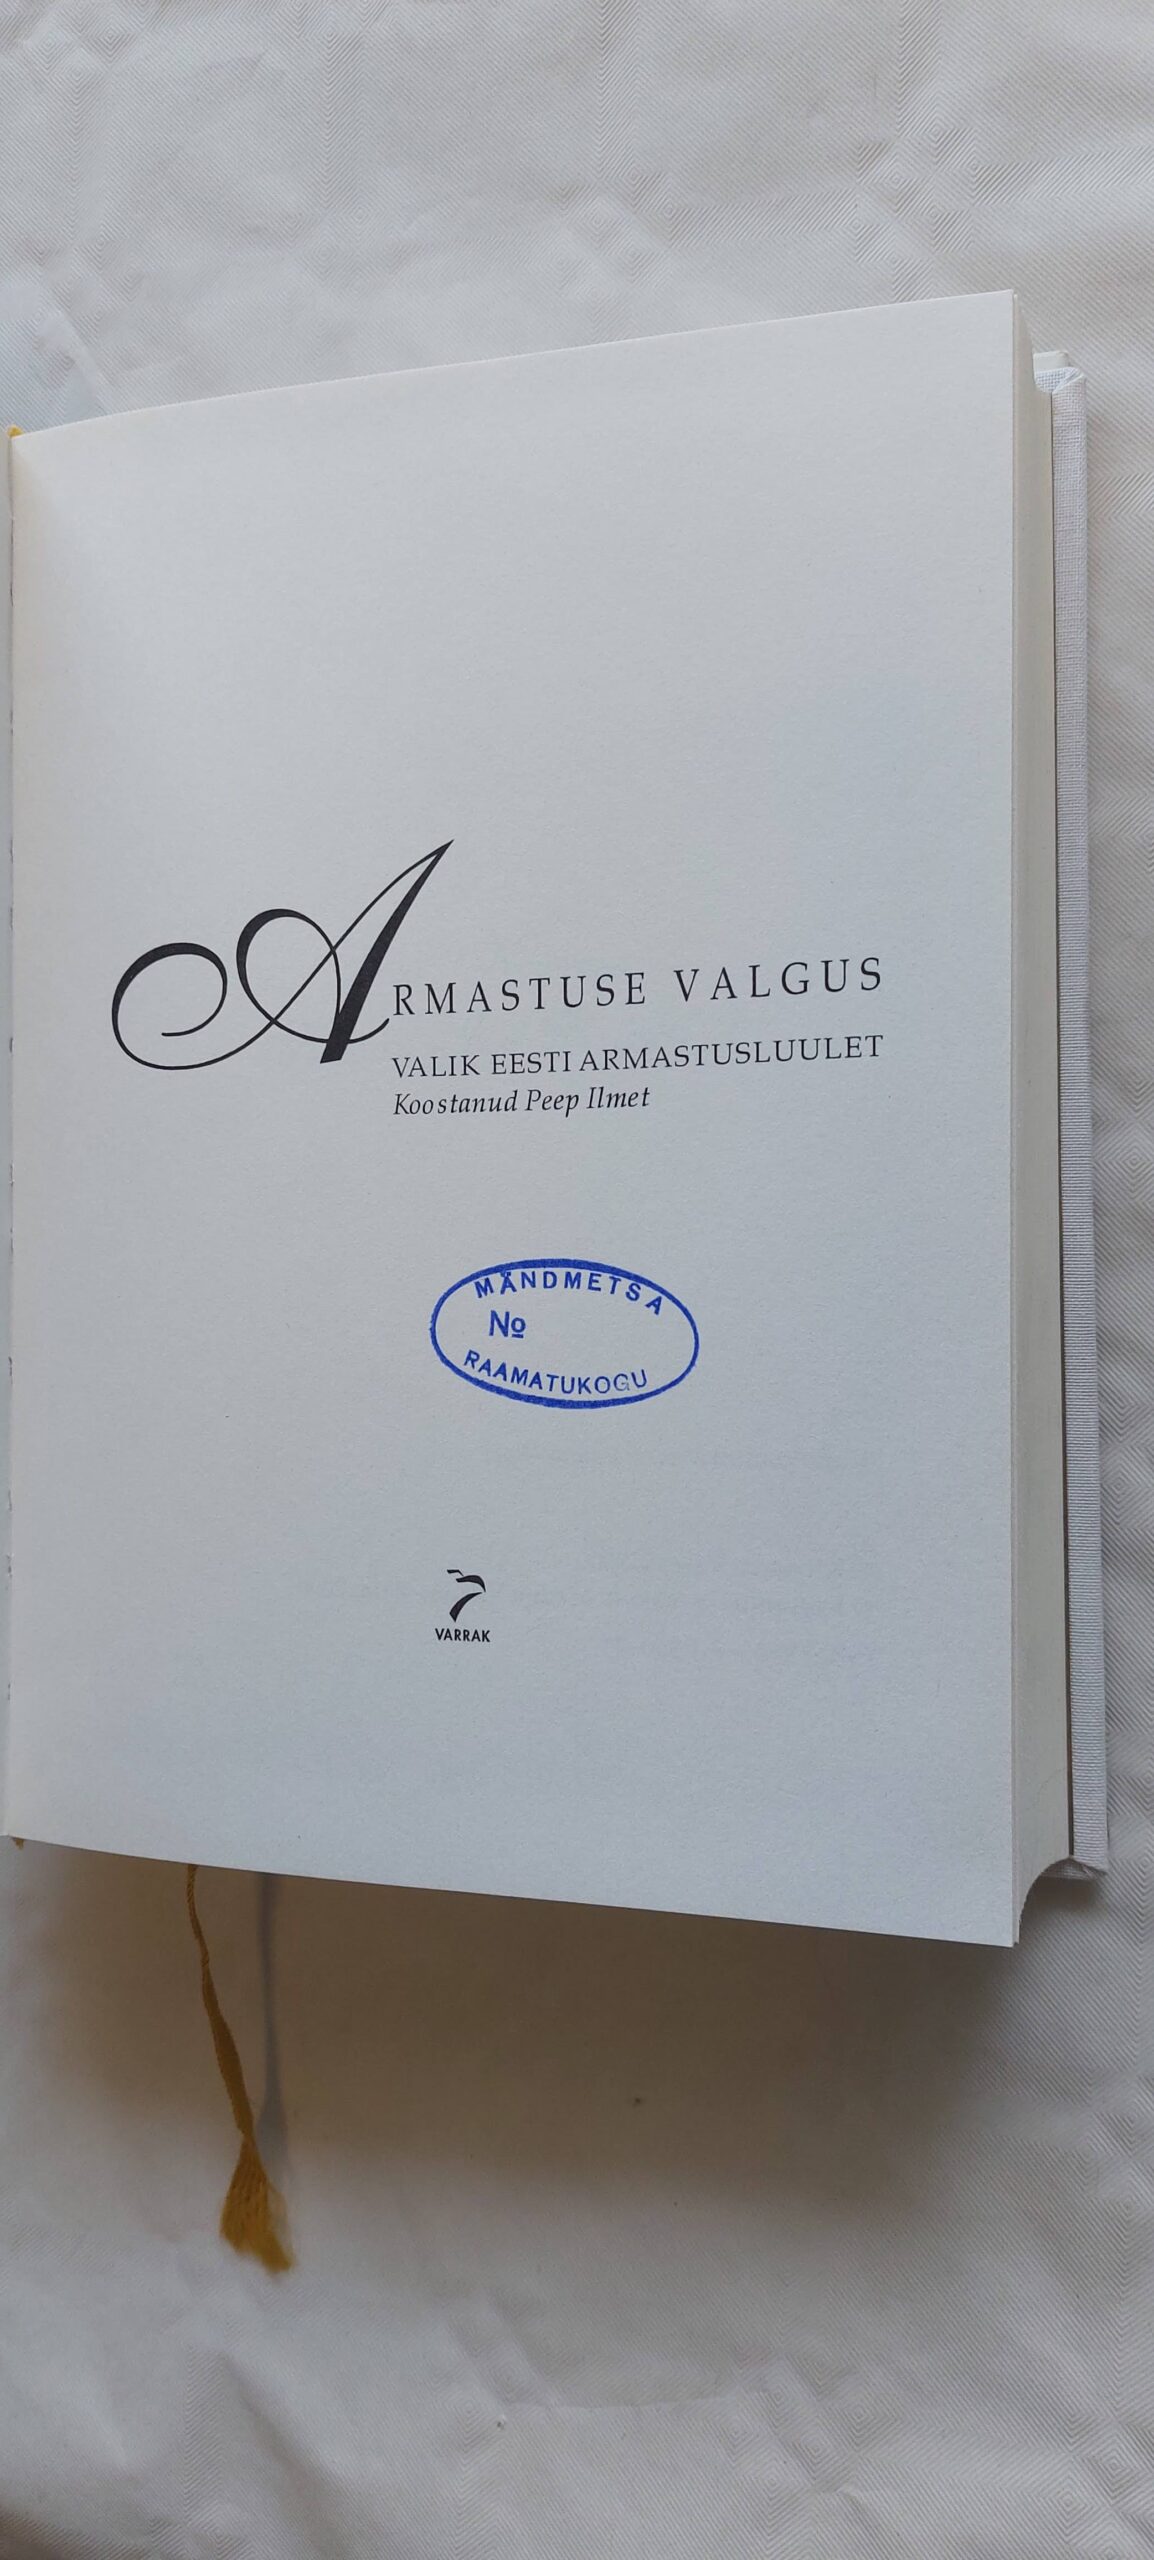 ARMASTUSE VALGUS
VALIK EESTI ARMASTUSLUULET
Koostanud Peep Ilmet
MÄNDMETSA
№
RAAMATUKOGU
VARRAK